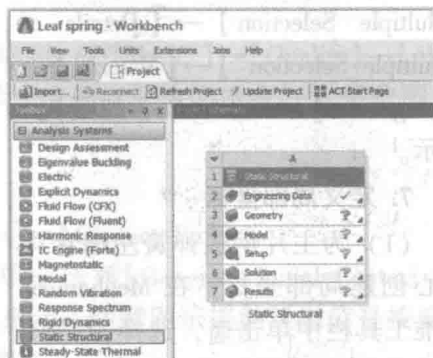 Leaf spring - Workbench
File View Tools Units Extensions Jobs Help
Project
Import... Reconnect Refresh Project Update Project ACT Start Page
Toolbox
Analysis Systems
Design Assessment
Eigenvalue Buckling
Electric
Explicit Dynamics
Fluid Flow (CFX)
Fluid Flow (Fluent)
Harmonic Response
IC Engine (Forte)
Magnetostatic
Modal
Random Vibration
Response Spectrum
Rigid Dynamics
Static Structural
Steady-State Thermal
A
1 Static Structural
2 Engineering Data
3 Geometry ?
4 Model ?
5 Setup ?
6 Solution ?
7 Results ?
Static Structural